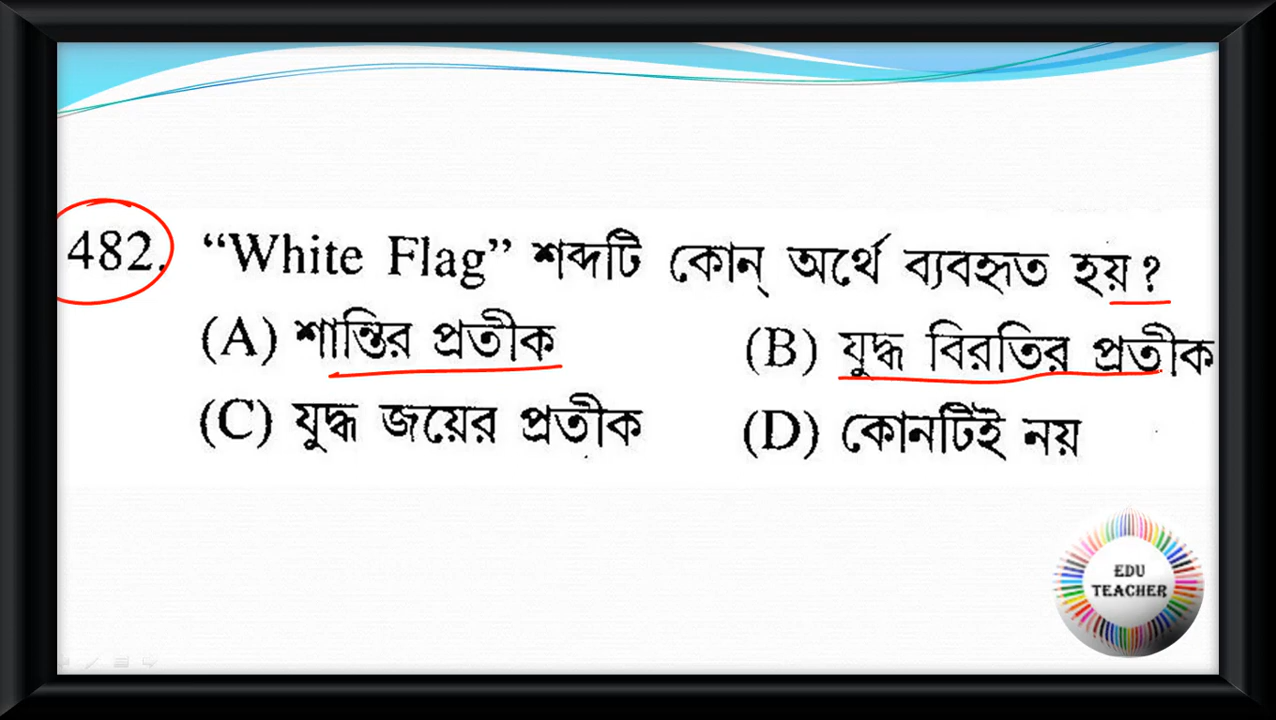 482. “White Flag” শব্দটি কোন্ অর্থে ব্যবহৃত হয়?
(A) শান্তির প্রতীক (B) যুদ্ধ বিরতির প্রতীক
(C) যুদ্ধ জয়ের প্রতীক (D) কোনটিই নয়
EDU
TEACHER